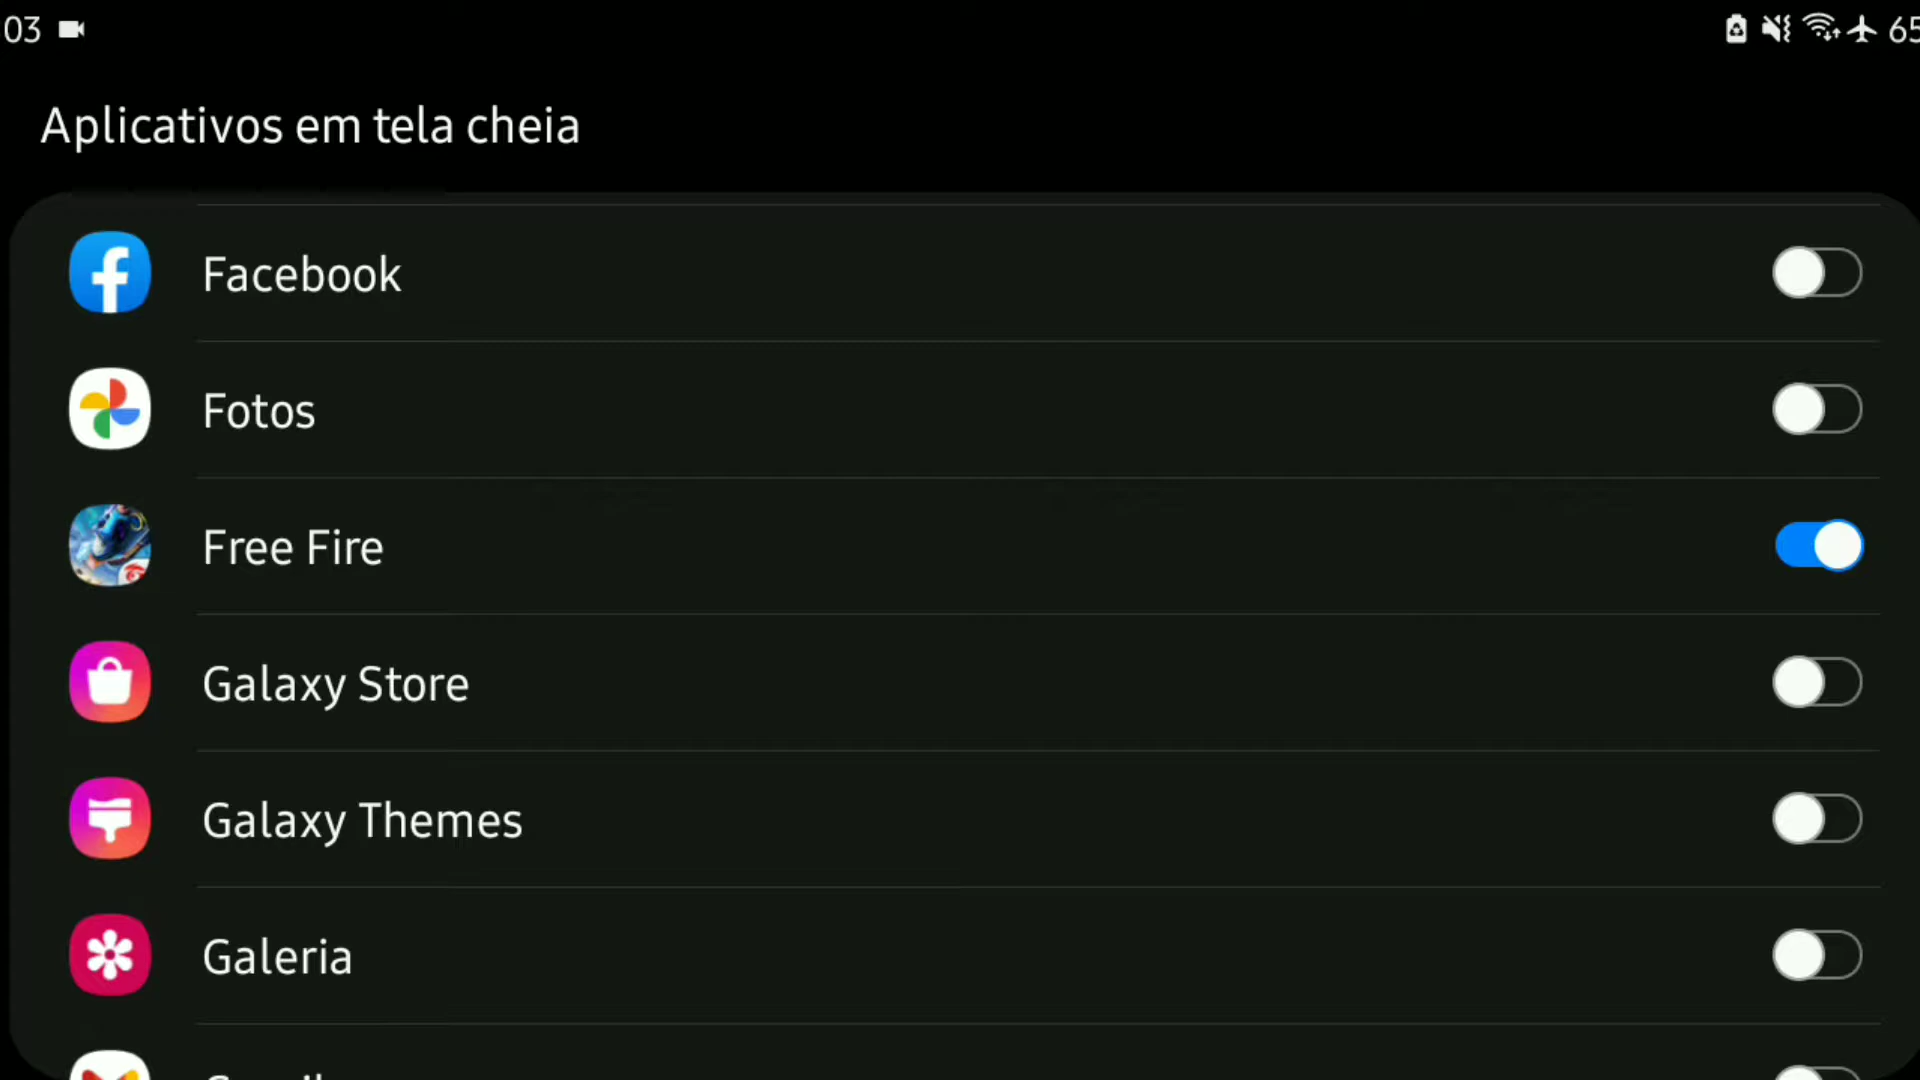 03
65
Aplicativos em tela cheia
Facebook
Fotos
Free Fire
Galaxy Store
Galaxy Themes
Galeria